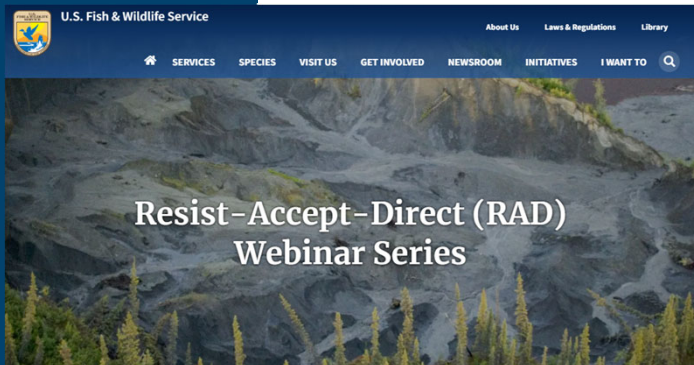 U.S. Fish & Wildlife Service
About Us Laws & Regulations Library
SERVICES SPECIES VISIT US GET INVOLVED NEWSROOM INITIATIVES I WANT TO
Resist-Accept-Direct (RAD)
Webinar Series